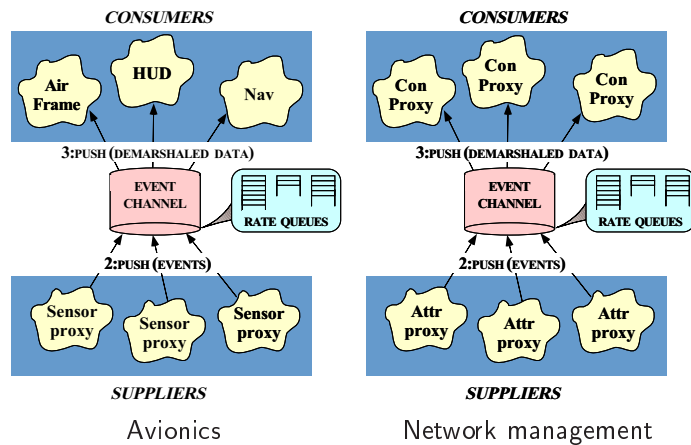 CONSUMERS
Air
Frame
HUD
Nav
3:PUSH (DEMARSHALED DATA)
EVENT
CHANNEL
RATE QUEUES
2:PUSH (EVENTS)
Sensor
proxy
Sensor
proxy
Sensor
proxy
SUPPLIERS
Avionics
CONSUMERS
Con
Proxy
Con
Proxy
Con
Proxy
3:PUSH (DEMARSHALED DATA)
EVENT
CHANNEL
RATE QUEUES
2:PUSH (EVENTS)
Attr
proxy
Attr
proxy
Attr
proxy
SUPPLIERS
Network management